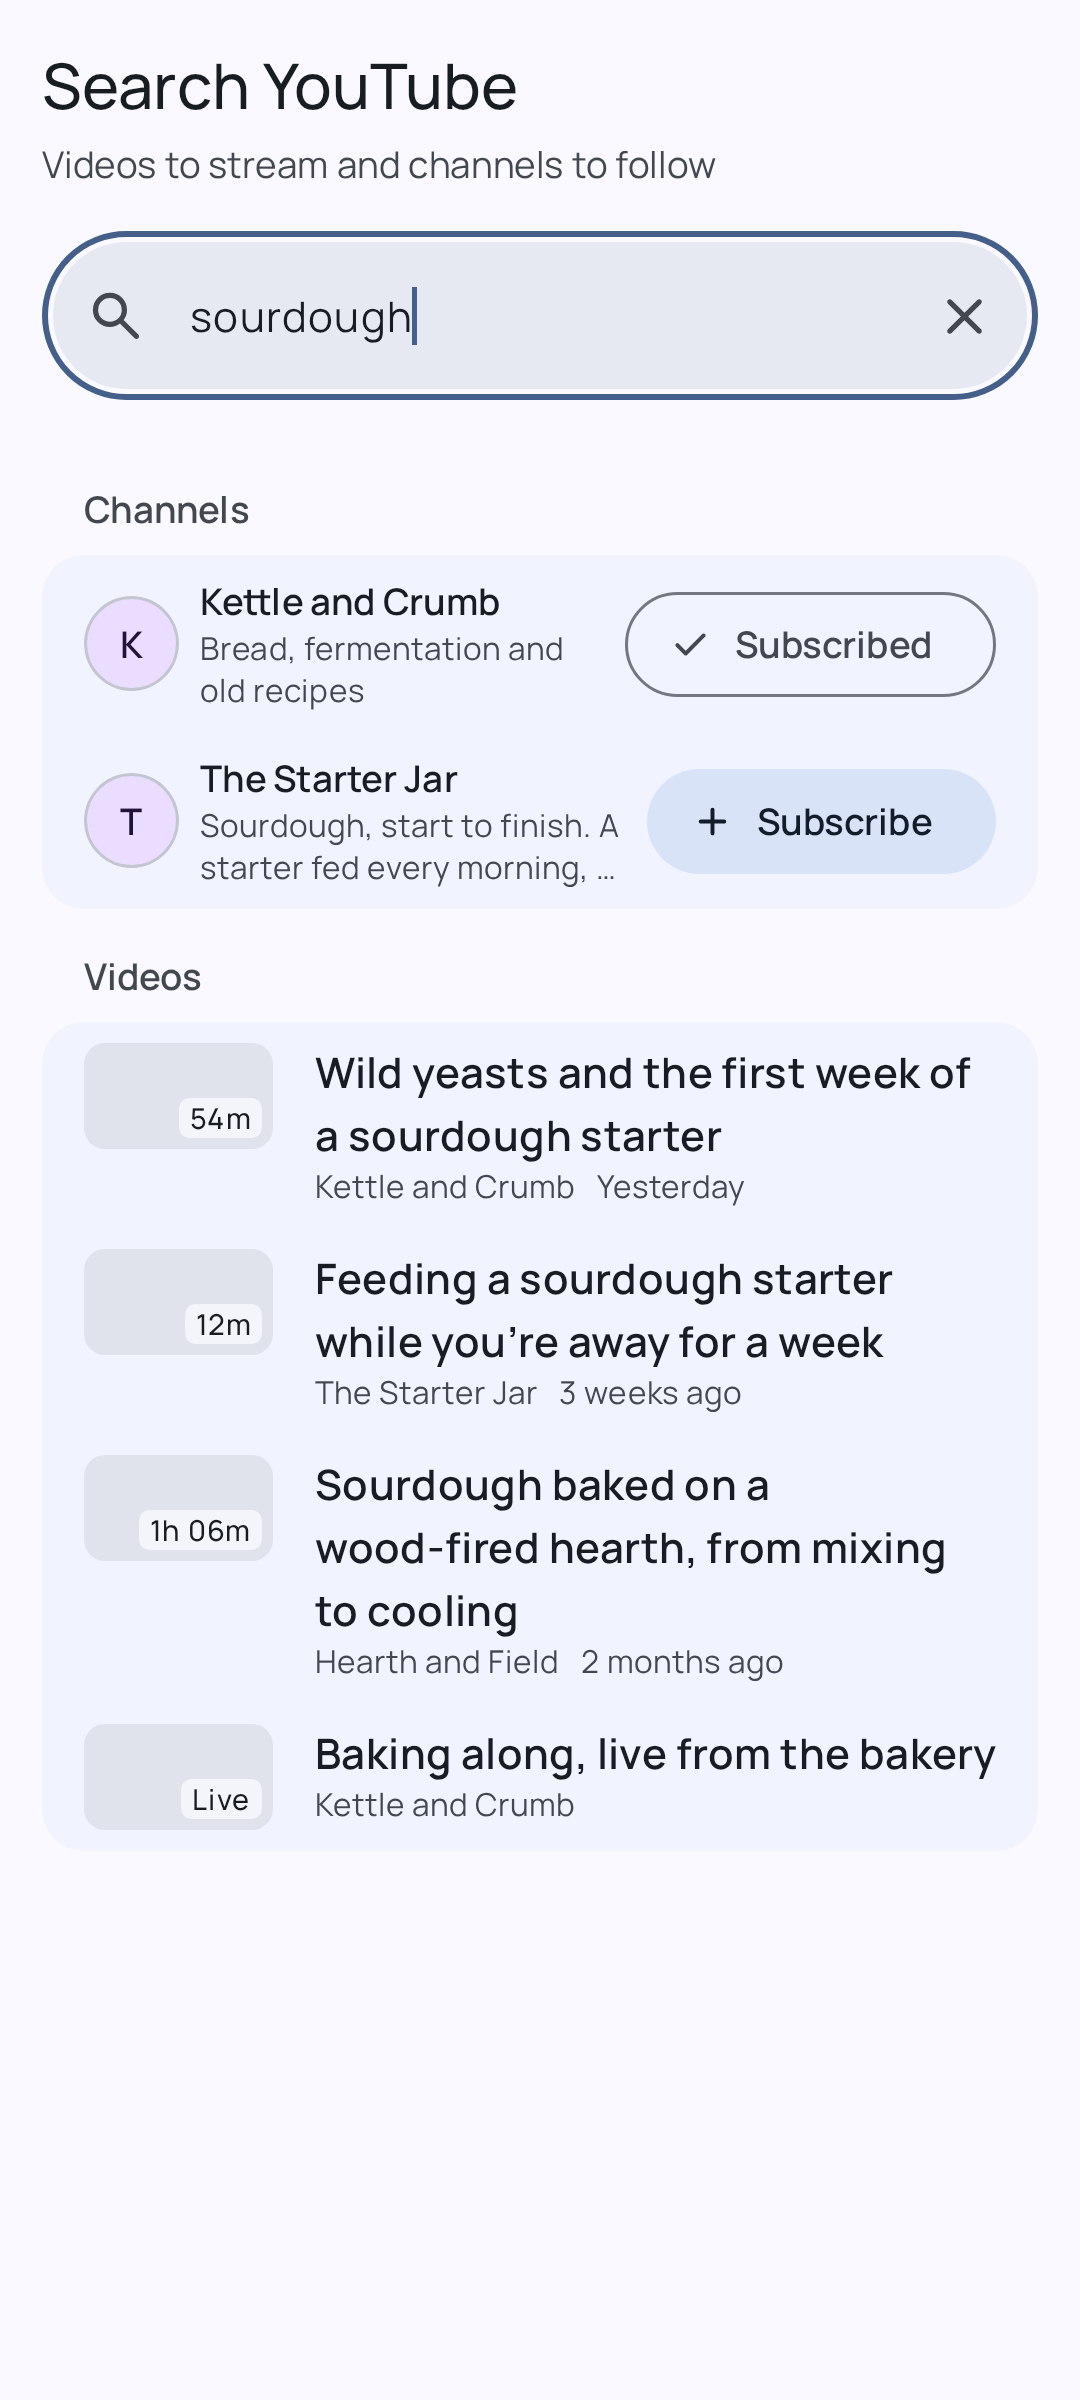 Search YouTube
Videos to stream and channels to follow
sourdough
Channels
K
Kettle and Crumb
Bread, fermentation and
old recipes
Subscribed
T
The Starter Jar
Sourdough, start to finish. A
starter fed every morning, …
Subscribe
Videos
54m
Wild yeasts and the first week of
a sourdough starter
Kettle and Crumb Yesterday
12m
Feeding a sourdough starter
while you’re away for a week
The Starter Jar 3 weeks ago
1h 06m
Sourdough baked on a
wood-fired hearth, from mixing
to cooling
Hearth and Field 2 months ago
Live
Baking along, live from the bakery
Kettle and Crumb